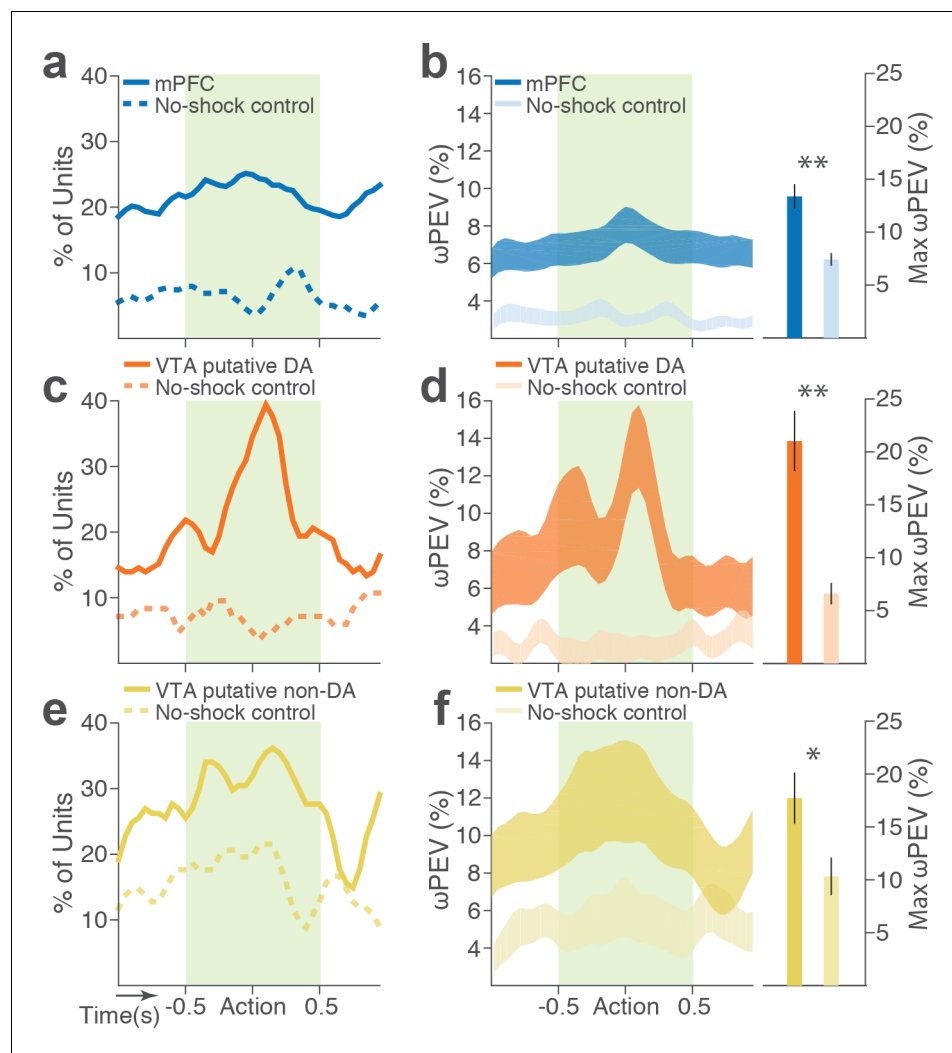 a
mPFC
No-shock control
40
30
20
10
% of Units
b
mPFC
No-shock control
16
14
12
10
8
6
4
ωPEV (%)
**
25
20
15
10
5
Max ωPEV (%)
c
VTA putative DA
No-shock control
40
30
20
10
% of Units
d
VTA putative DA
No-shock control
16
14
12
10
8
6
4
ωPEV (%)
**
25
20
15
10
5
Max ωPEV (%)
e
VTA putative non-DA
No-shock control
40
30
20
10
% of Units
Time(s)
-0.5 Action 0.5
f
VTA putative non-DA
No-shock control
16
14
12
10
8
6
4
ωPEV (%)
-0.5 Action 0.5
*
25
20
15
10
5
Max ωPEV (%)